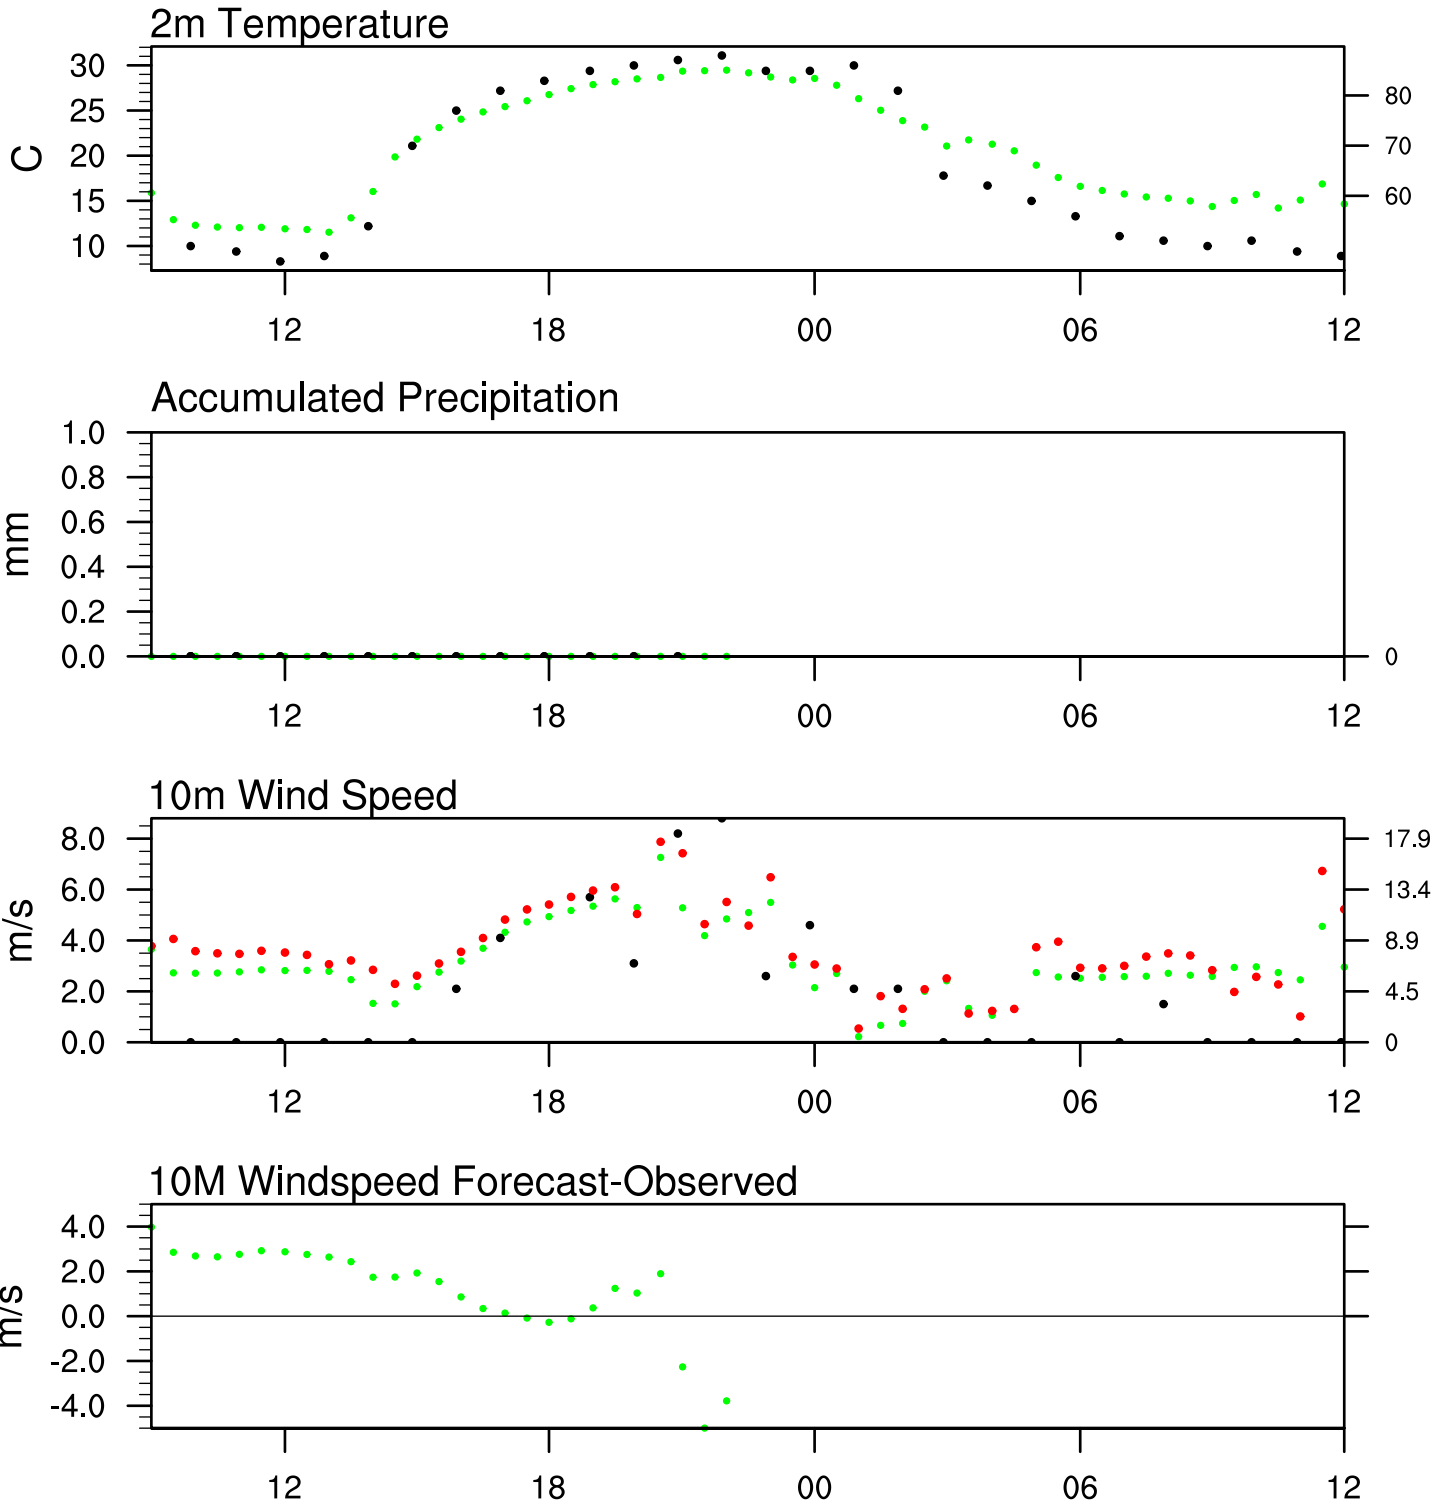 2m Temperature
30
25
20
15
10
C
80
70
60
12 18 00 06 12
Accumulated Precipitation
1.0
0.8
0.6
0.4
0.2
0.0
mm
0
12 18 00 06 12
10m Wind Speed
8.0
6.0
4.0
2.0
0.0
m/s
17.9
13.4
8.9
4.5
0
12 18 00 06 12
10M Windspeed Forecast-Observed
4.0
2.0
0.0
-2.0
-4.0
m/s
12 18 00 06 12